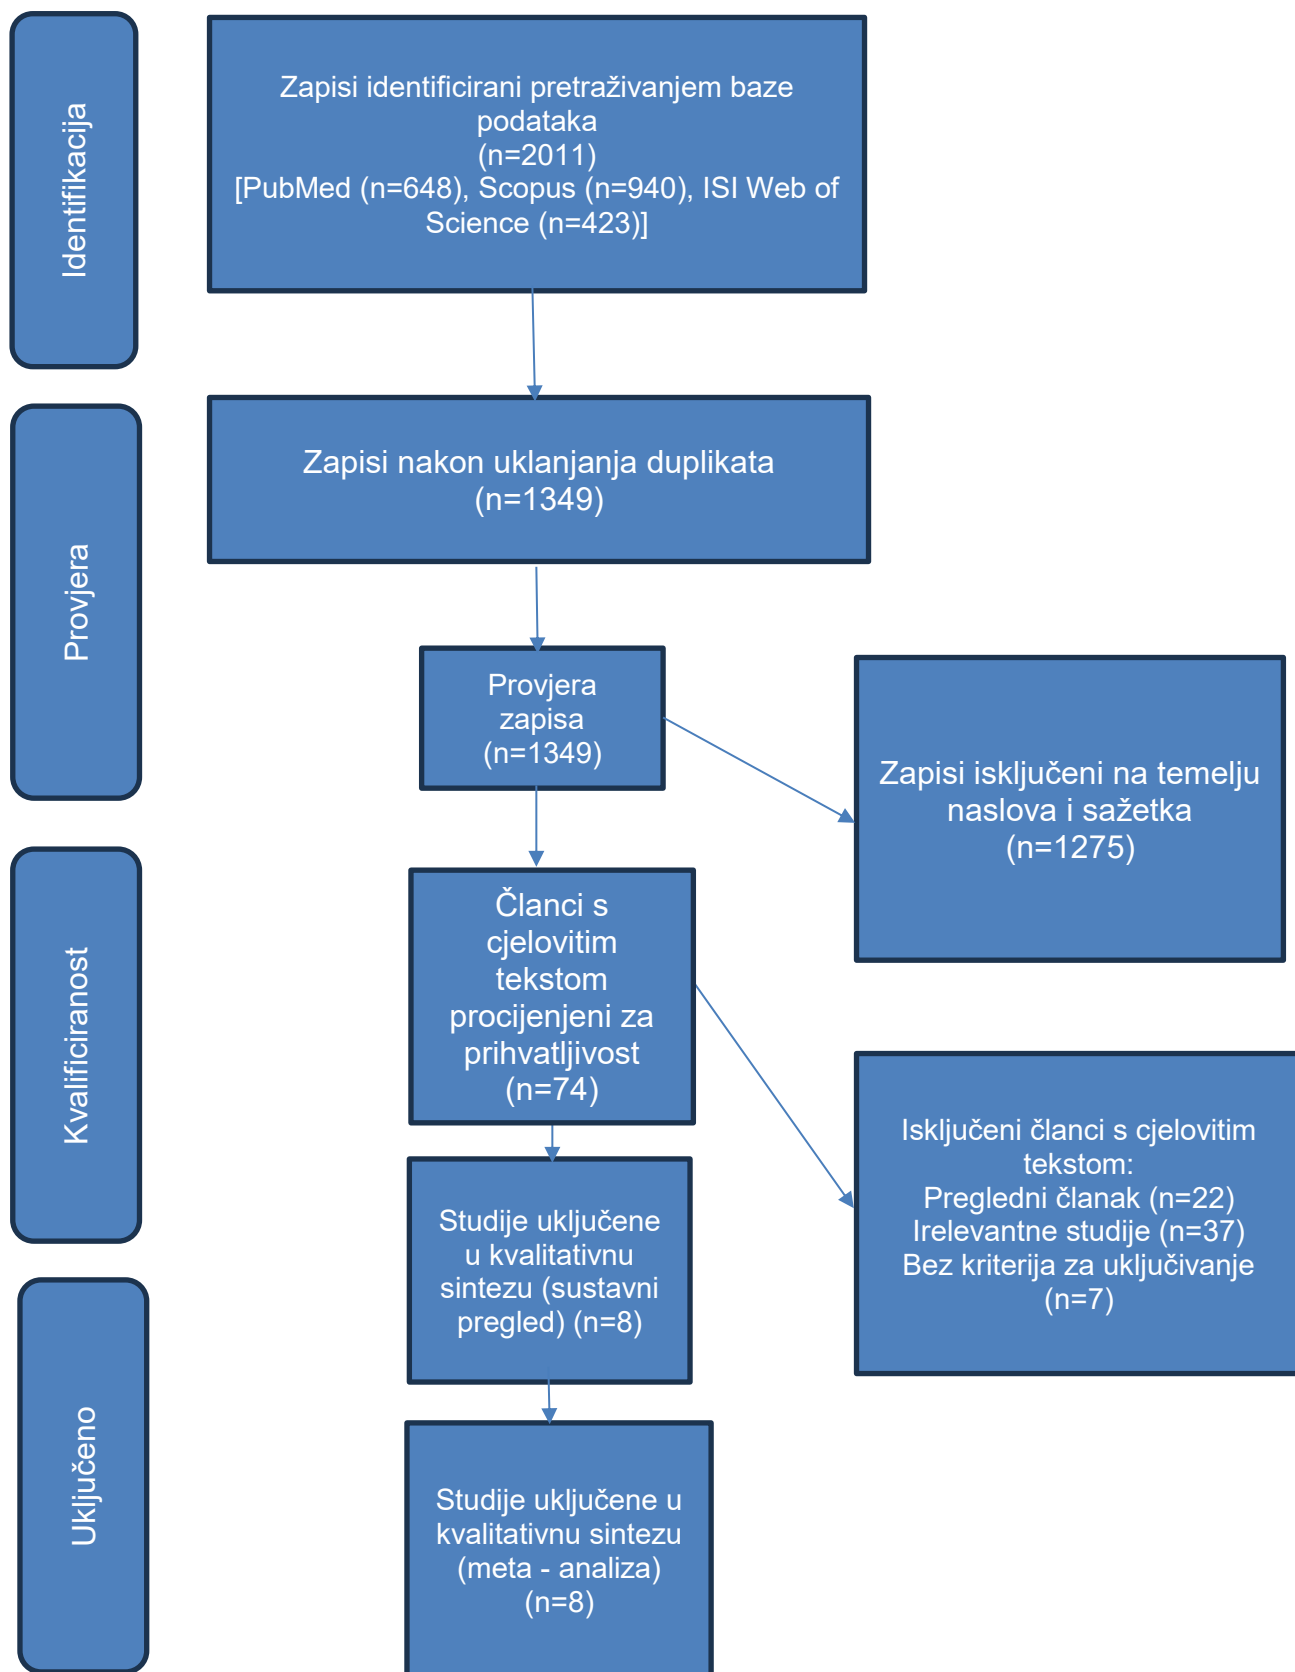 Identifikacija
Zapisi identificirani pretraživanjem baze
podataka
(n=2011)
[PubMed (n=648), Scopus (n=940), ISI Web of
Science (n=423)]
Provjera
Zapisi nakon uklanjanja duplikata
(n=1349)
Provjera
zapisa
(n=1349)
Zapisi isključeni na temelju
naslova i sažetka
(n=1275)
Kvalificiranost
Članci s
cjelovitim
tekstom
procijenjeni za
prihvatljivost
(n=74)
Isključeni članci s cjelovitim
tekstom:
Pregledni članak (n=22)
Irelevantne studije (n=37)
Bez kriterija za uključivanje
(n=7)
Studije uključene
u kvalitativnu
sintezu (sustavni
pregled) (n=8)
Uključeno
Studije uključene u
kvalitativnu sintezu
(meta - analiza)
(n=8)